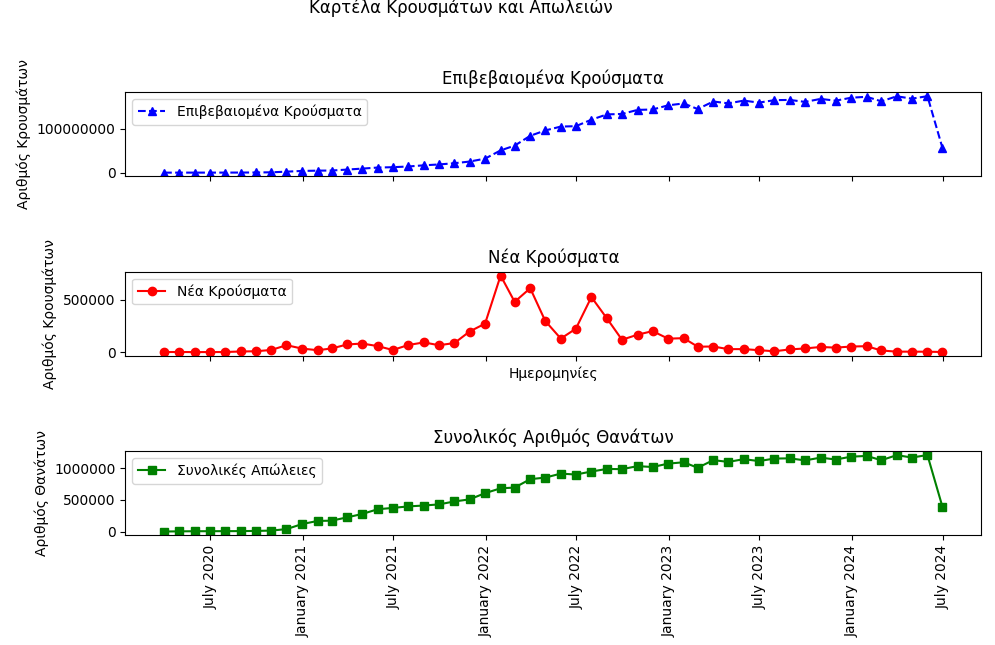 Καρτέλα Κρουσμάτων και Απωλειών
Επιβεβαιομένα Κρούσματα
Αριθμός Κρουσμάτων
100000000
0
Επιβεβαιομένα Κρούσματα
Νέα Κρούσματα
Αριθμός Κρουσμάτων
500000
0
Νέα Κρούσματα
Ημερομηνίες
Συνολικός Αριθμός Θανάτων
Αριθμός Θανάτων
1000000
500000
0
Συνολικές Απώλειες
July 2020
January 2021
July 2021
January 2022
July 2022
January 2023
July 2023
January 2024
July 2024